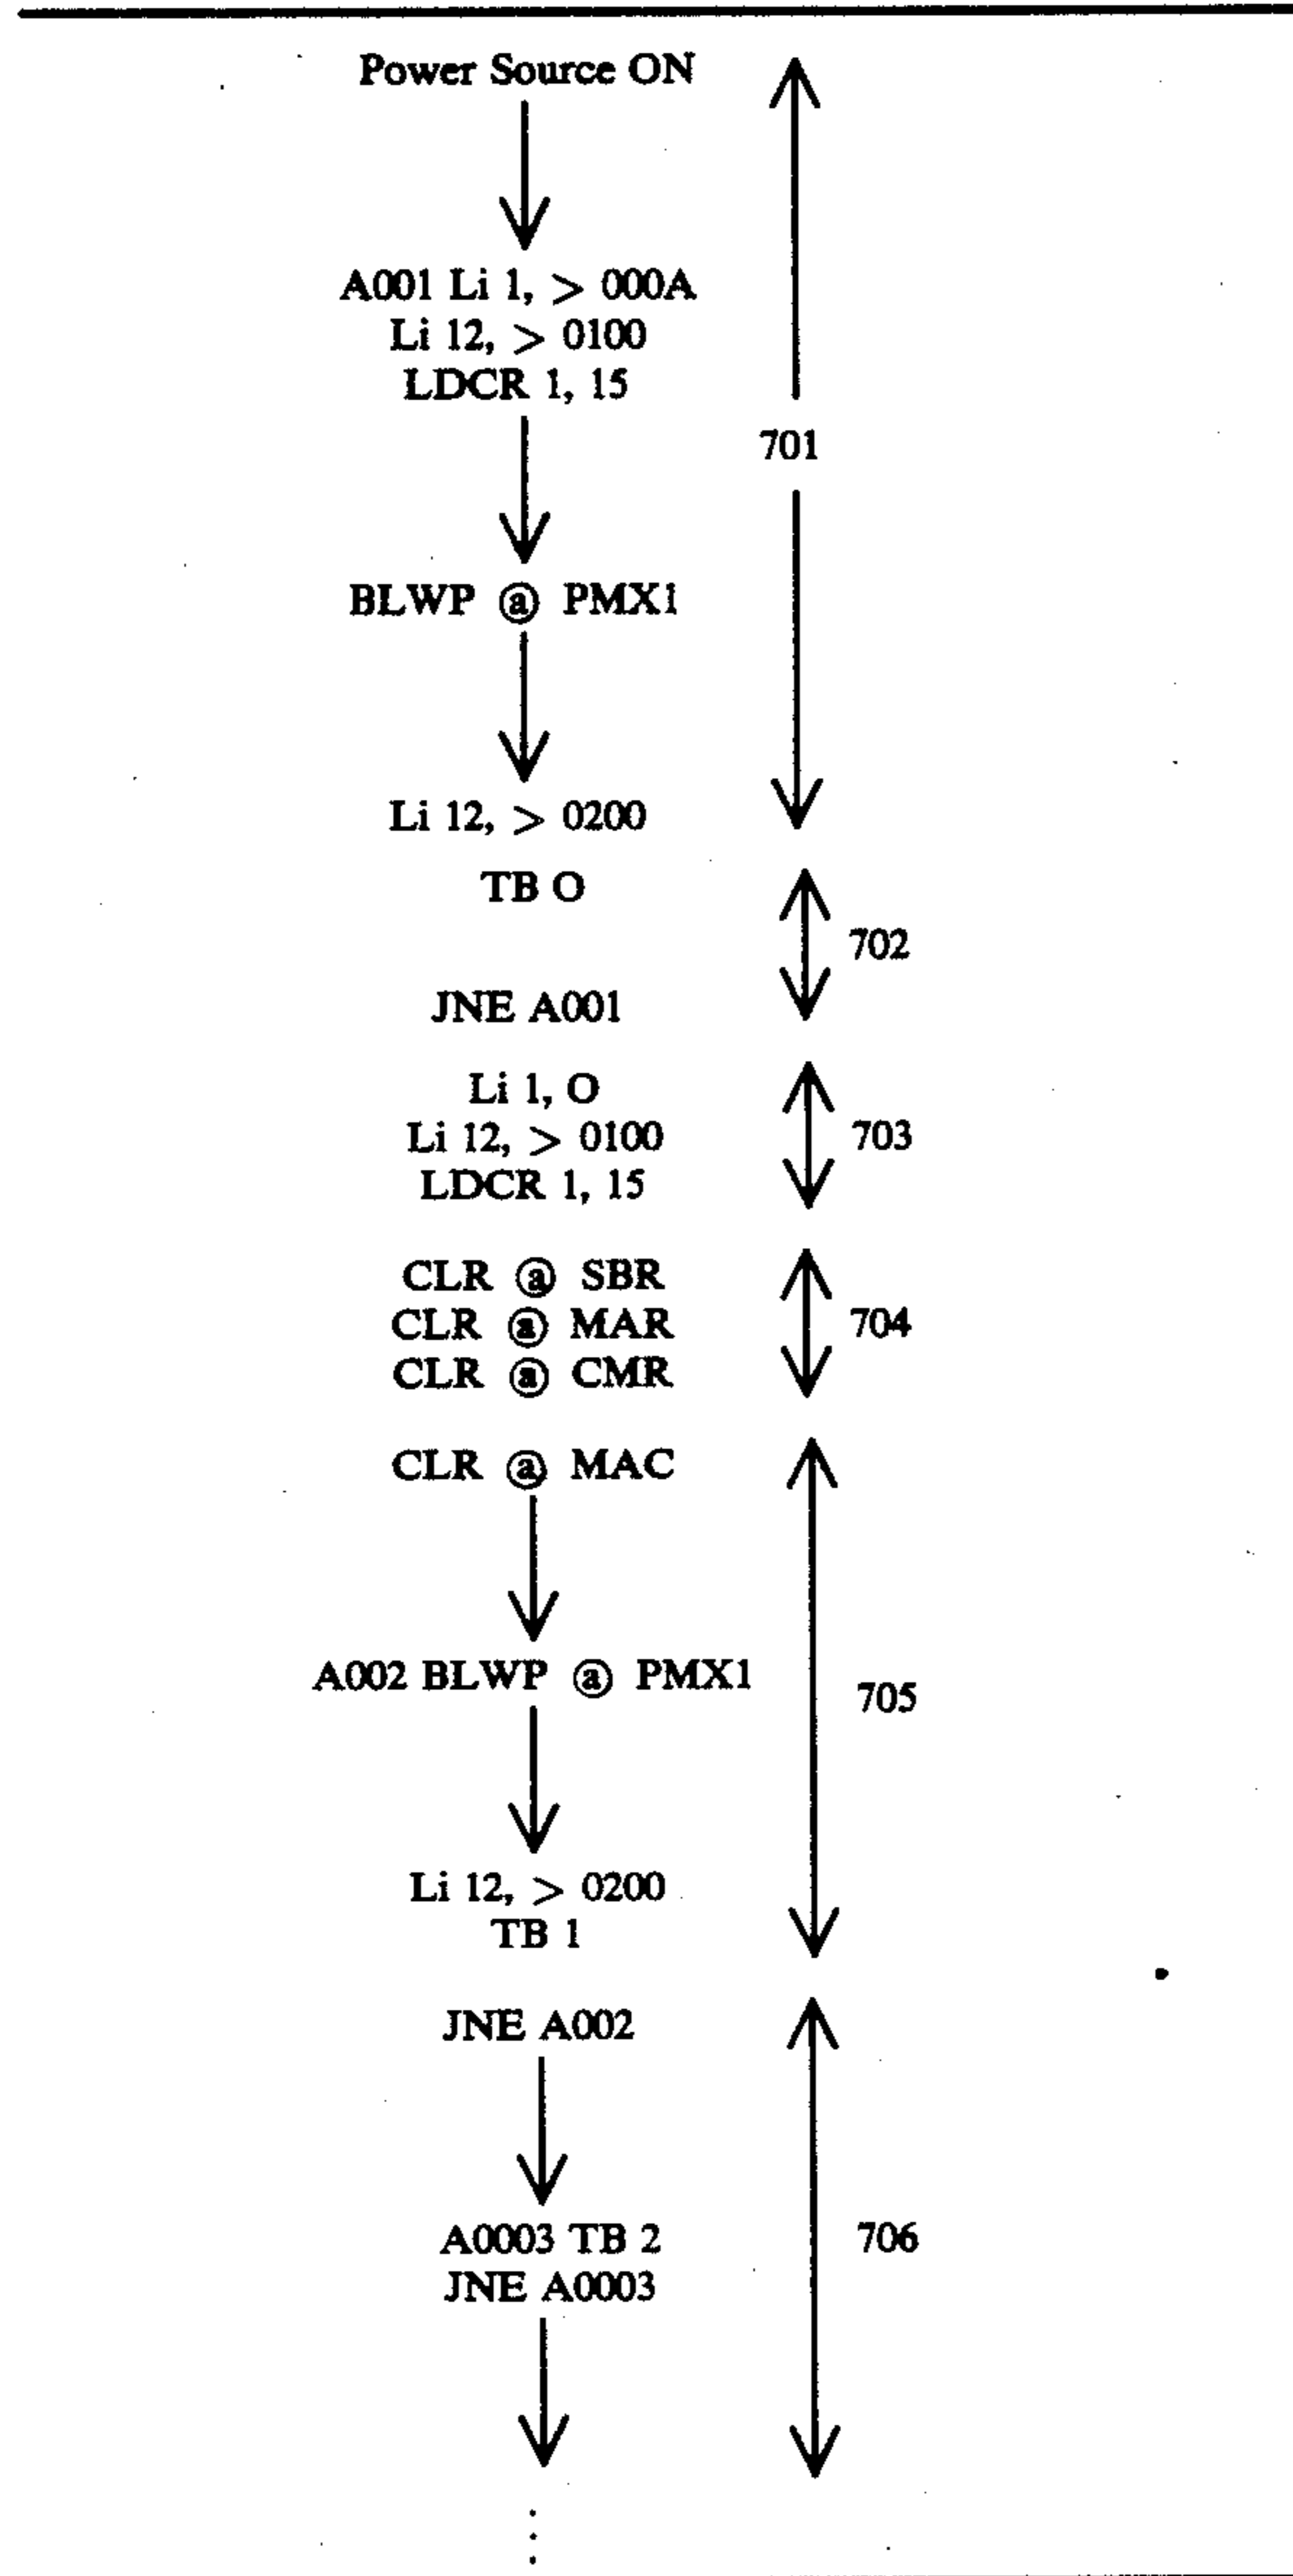 Power Source ON
A001 Li 1, > 000A
Li 12, > 0100
LDCR 1, 15
701
BLWP ⓐ PMX1
Li 12, > 0200
TB O
702
JNE A001
Li 1, O
Li 12, > 0100
703
LDCR 1, 15
CLR ⓐ SBR
CLR ⓐ MAR
704
CLR ⓐ CMR
CLR ⓐ MAC
A002 BLWP ⓐ PMX1
705
Li 12, > 0200
TB 1
JNE A002
A0003 TB 2
706
JNE A0003